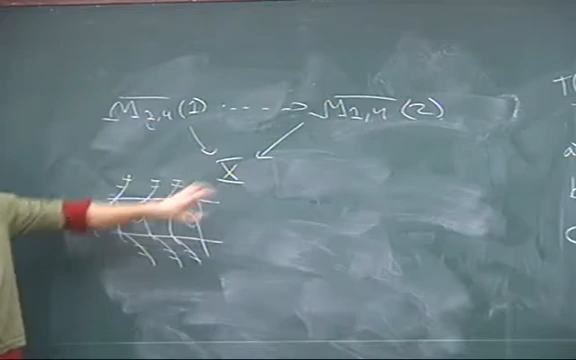 M̅₂,₄(1) ⇢ M̅₂,₄(2)
X
T(
a
b
C